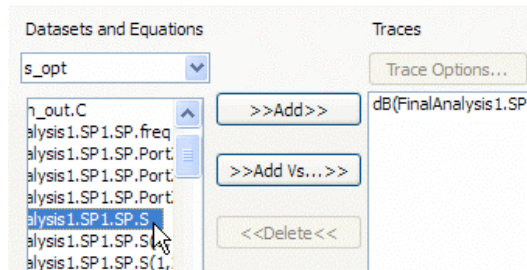 Datasets and Equations
Traces
s_opt
Trace Options...
n_out.C
alysis1.SP1.SP.freq
alysis1.SP1.SP.Port
alysis1.SP1.SP.Port
alysis1.SP1.SP.Port
alysis1.SP1.SP.S
alysis1.SP1.SP.S(
alysis1.SP1.SP.S(1,
>>Add>>
>>Add Vs...>>
<<Delete<<
dB(FinalAnalysis1.SP